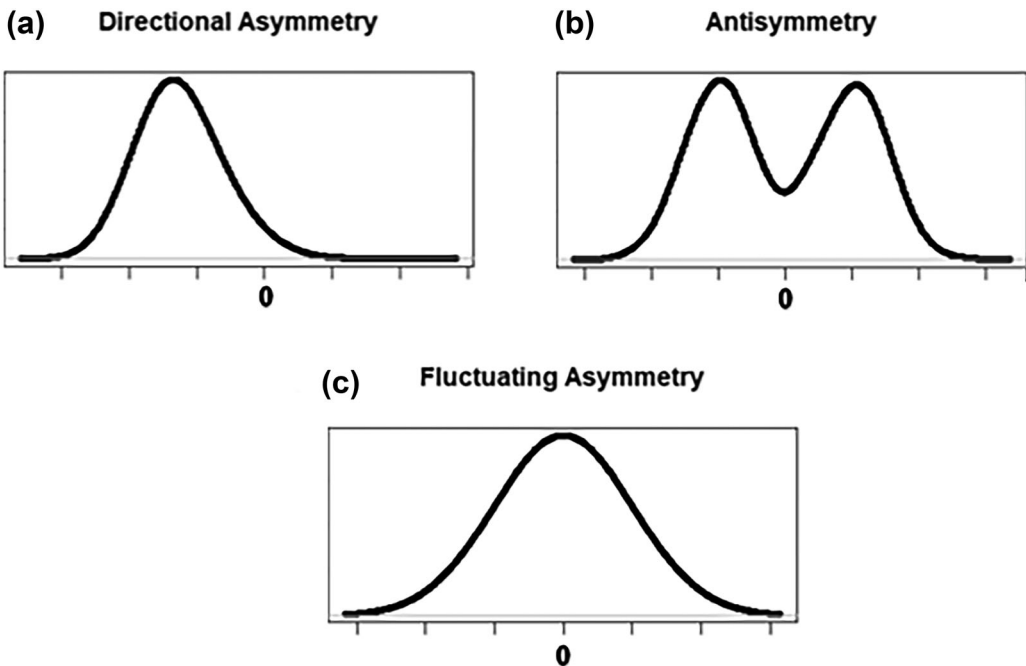 (a) Directional Asymmetry
(b) Antisymmetry
0
0
(c) Fluctuating Asymmetry
0